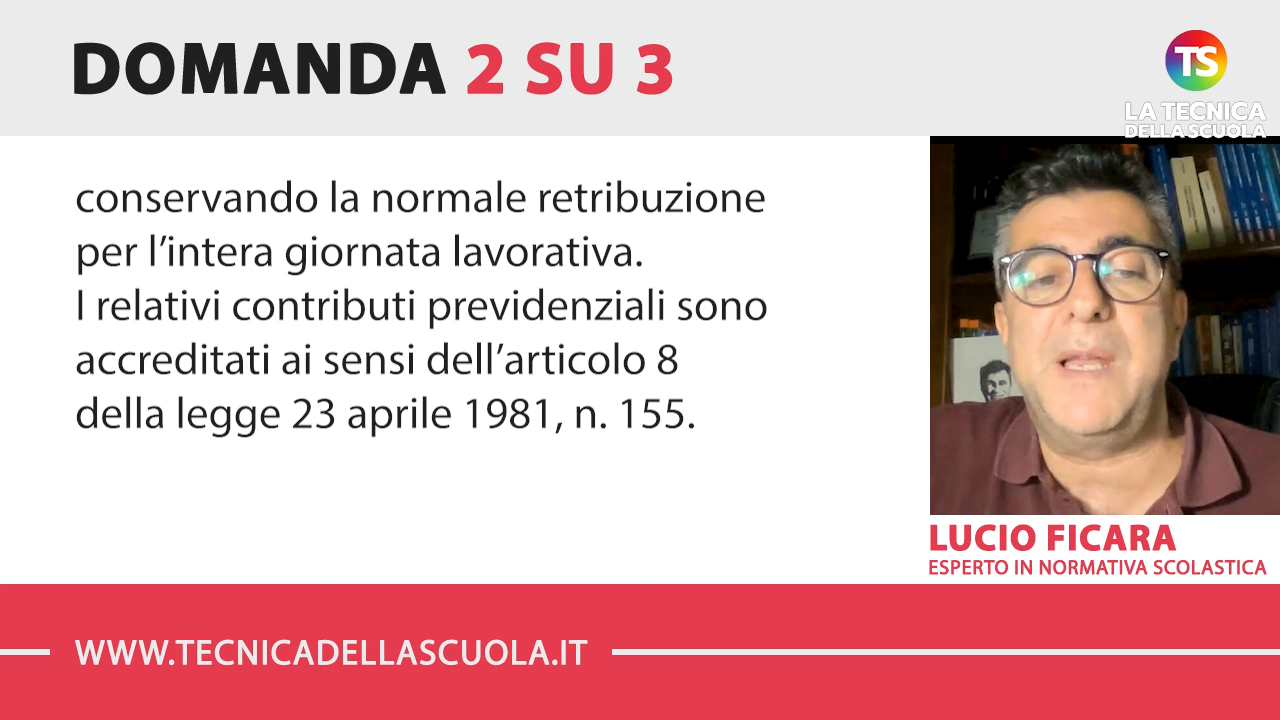 DOMANDA 2 SU 3
TS
LA TECNICA
DELLA SCUOLA
conservando la normale retribuzione
per l’intera giornata lavorativa.
I relativi contributi previdenziali sono
accreditati ai sensi dell’articolo 8
della legge 23 aprile 1981, n. 155.
LUCIO FICARA
ESPERTO IN NORMATIVA SCOLASTICA
WWW.TECNICADELLASCUOLA.IT